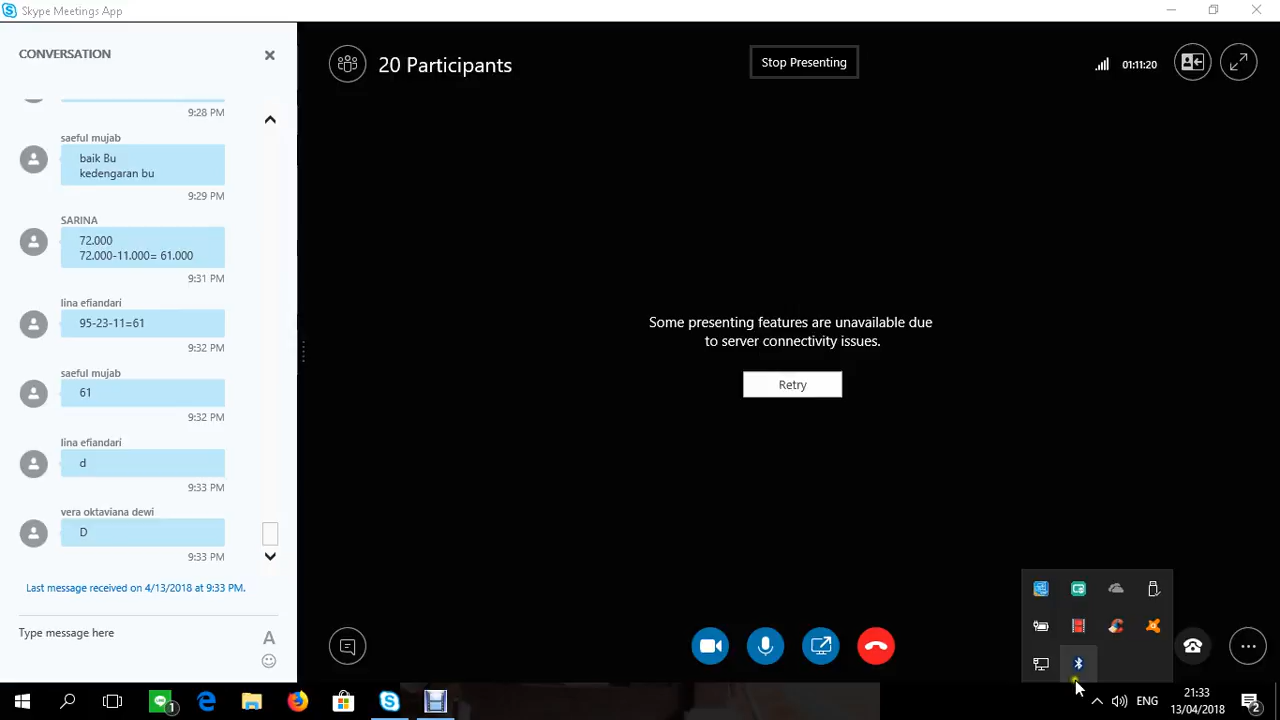 Skype Meetings App
CONVERSATION
20 Participants
Stop Presenting
01:11:20
9:28 PM
saeful mujab
baik Bu
kedengaran bu
9:29 PM
SARINA
72.000
72.000-11.000= 61.000
9:31 PM
lina efiandari
95-23-11=61
9:32 PM
saeful mujab
61
9:32 PM
lina efiandari
d
9:33 PM
vera oktaviana dewi
D
9:33 PM
Last message received on 4/13/2018 at 9:33 PM.
Type message here
A
Some presenting features are unavailable due
to server connectivity issues.
Retry
1
ENG
21:33
13/04/2018
2